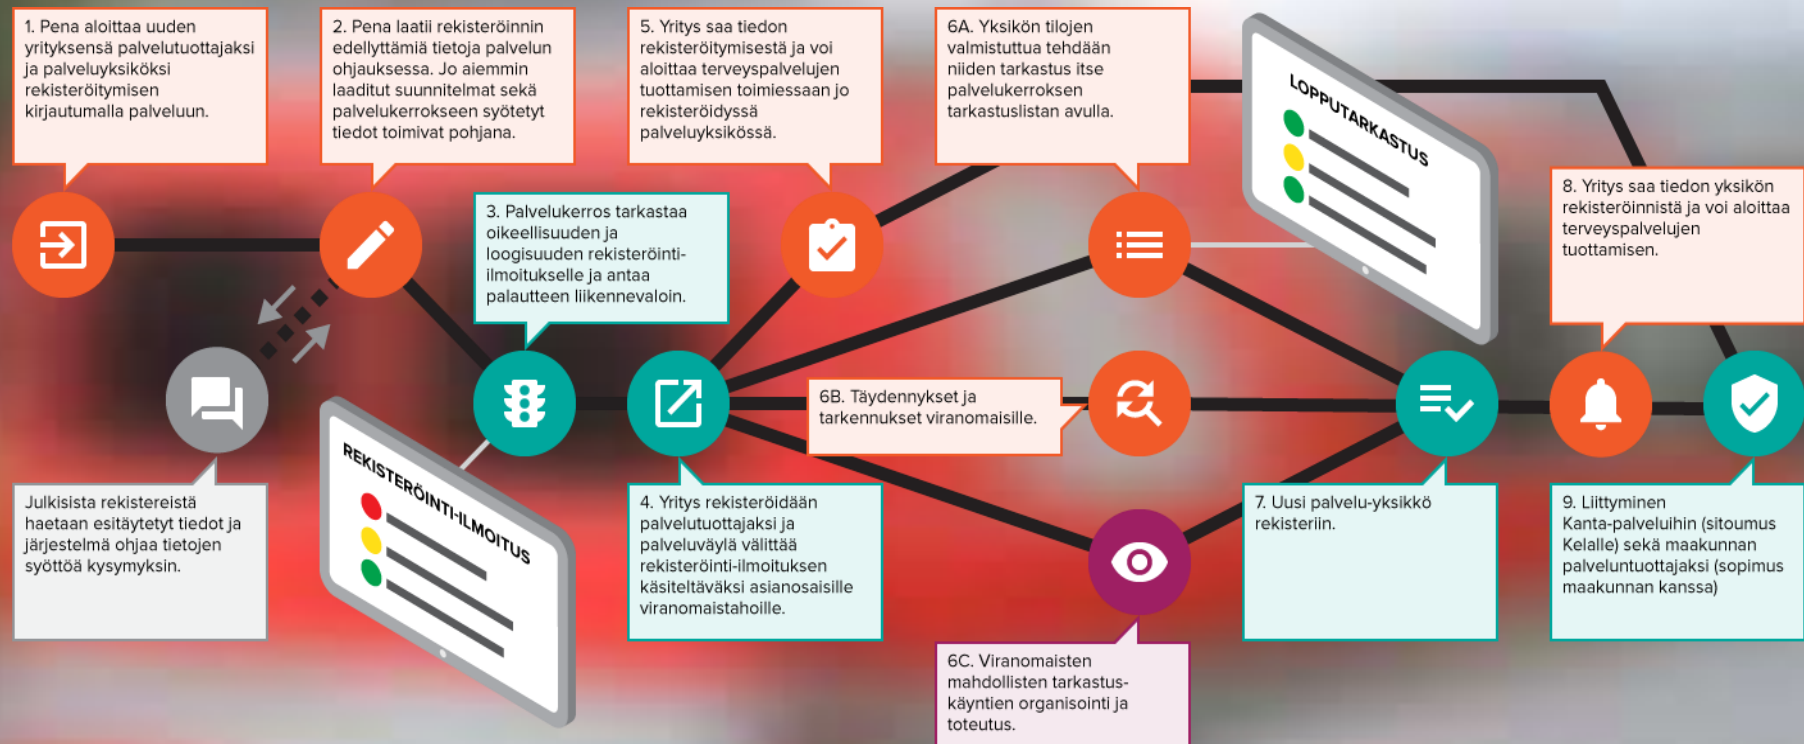 1. Pena aloittaa uuden
yrityksensä palvelutuottajaksi
ja palveluyksiköksi
rekisteröitymisen
kirjautumalla palveluun.
2. Pena laatii rekisteröinnin
edellyttämiä tietoja palvelun
ohjauksessa. Jo aiemmin
laaditut suunnitelmat sekä
palvelukerrokseen syötetyt
tiedot toimivat pohjana.
Julkisista rekistereistä
haetaan esitäytetyt tiedot ja
järjestelmä ohjaa tietojen
syöttöä kysymyksin.
REKISTERÖINTI-ILMOITUS
3. Palvelukerros tarkastaa
oikeellisuuden ja
loogisuuden rekisteröinti-
ilmoitukselle ja antaa
palautteen liikennevaloin.
4. Yritys rekisteröidään
palvelutuottajaksi ja
palveluväylä välittää
rekisteröinti-ilmoituksen
käsiteltäväksi asianosaisille
viranomaistahoille.
5. Yritys saa tiedon
rekisteröitymisestä ja voi
aloittaa terveyspalvelujen
tuottamisen toimiessaan jo
rekisteröidyssä
palveluyksikössä.
6A. Yksikön tilojen
valmistuttua tehdään
niiden tarkastus itse
palvelukerroksen
tarkastuslistan avulla.
LOPPUTARKASTUS
6B. Täydennykset ja
tarkennukset viranomaisille.
6C. Viranomaisten
mahdollisten tarkastus-
käyntien organisointi ja
toteutus.
7. Uusi palvelu-yksikkö
rekisteriin.
8. Yritys saa tiedon yksikön
rekisteröinnistä ja voi aloittaa
terveyspalvelujen
tuottamisen.
9. Liittyminen
Kanta-palveluihin (sitoumus
Kelalle) sekä maakunnan
palveluntuottajaksi (sopimus
maakunnan kanssa)